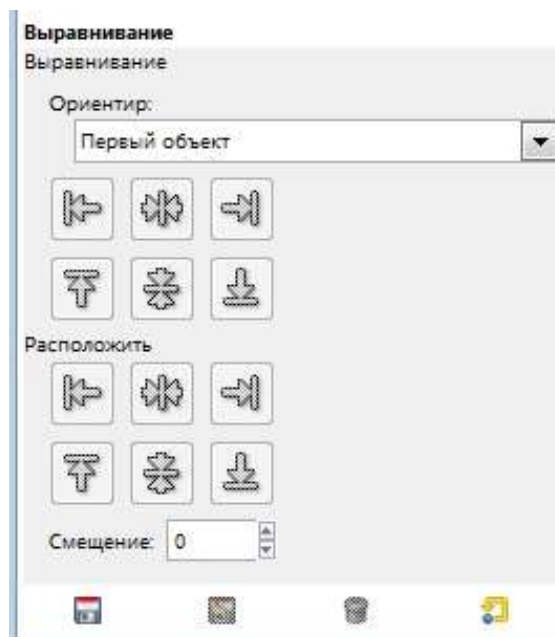 Выравнивание
Выравнивание
Ориентир:
Первый объект
Расположить
Смещение: 0